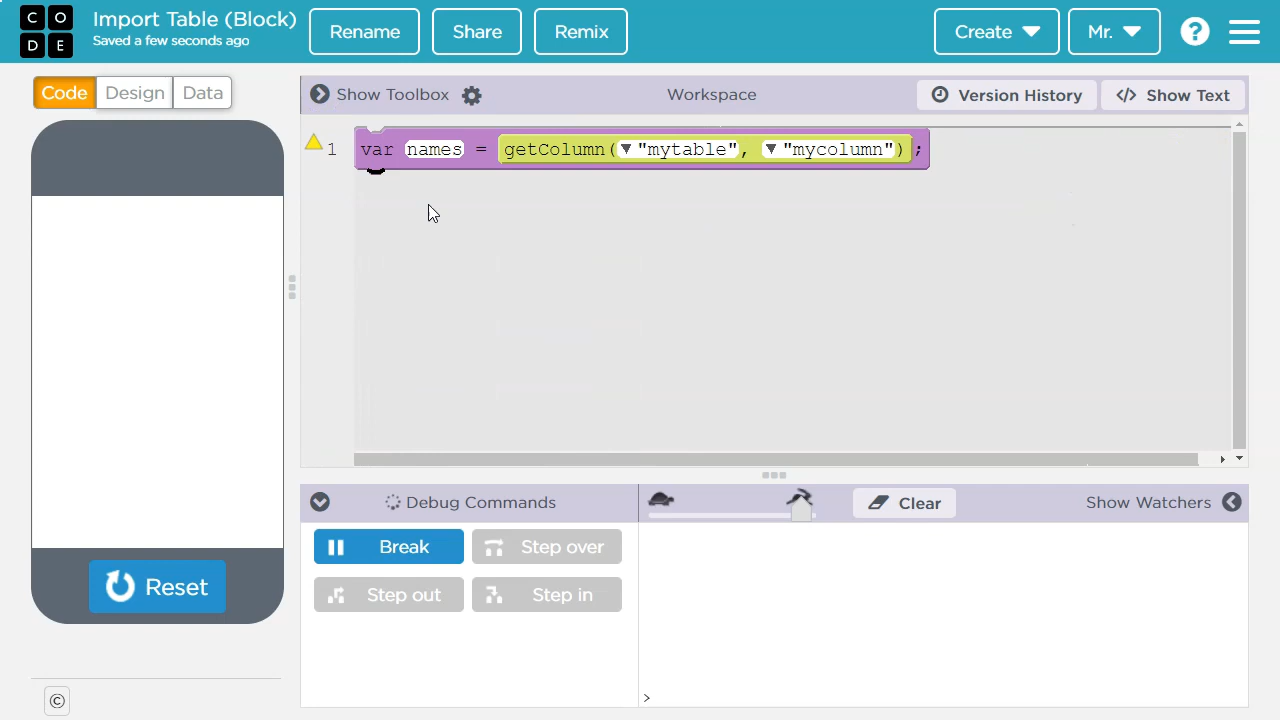 CODE
Import Table (Block)
Saved a few seconds ago
Rename
Share
Remix
Create
Mr.
?
Code
Design
Data
Show Toolbox
Workspace
Version History
</> Show Text
1
var names = getColumn("mytable", "mycolumn");
Debug Commands
Clear
Show Watchers
Break
Step over
Step out
Step in
Reset
>
©